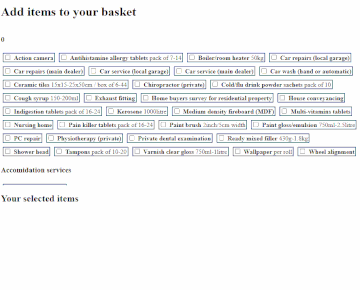 Add items to your basket
0
Action camera Antihistamine allergy tablets pack of 7-14 Boiler/room heater 50kg Car repairs (local garage)
Car repairs (main dealer) Car service (local garage) Car service (main dealer) Car wash (hand or automatic)
Ceramic tiles 15x15-25x50cm / box of 6-44 Chiropractor (private) Cold/flu drink powder sachets pack of 10
Cough syrup 150-200ml Exhaust fitting Home buyers survey for residential property House conveyancing
Indigestion tablets pack of 16-24 Kerosene 1000litre Medium density fireboard (MDF) Multi-vitamins tablets
Nursing home Pain killer tablets pack of 16-24 Paint brush 2inch/5cm width Paint gloss/emulsion 750ml-2.5litre
PC repair Physiotherapy (private) Private dental examination Ready mixed filler 430g-1.8kg
Shower head Tampons pack of 18-20 Varnish clear gloss 750ml-1litre Wallpaper per roll Wheel alignment
Accomidation services
Your selected items